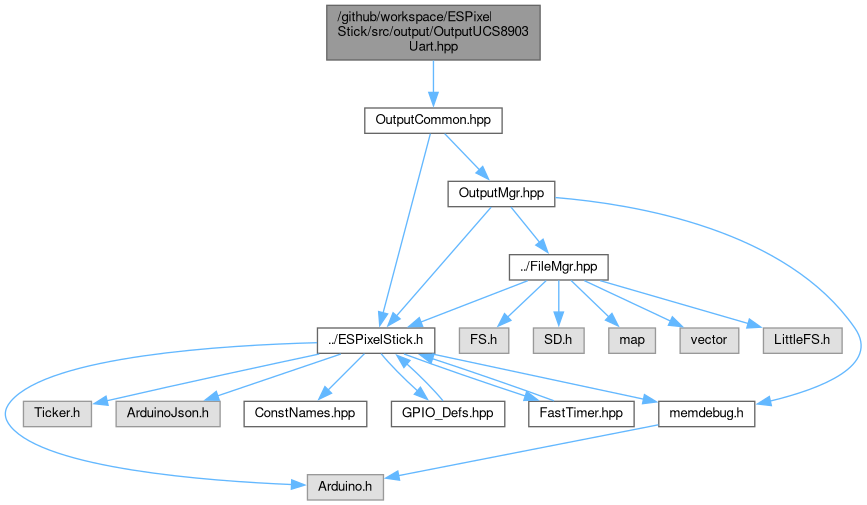 /github/workspace/ESPixel
Stick/src/output/OutputUCS8903
Uart.hpp
OutputCommon.hpp
OutputMgr.hpp
../FileMgr.hpp
../ESPixelStick.h
FS.h
SD.h
map
vector
LittleFS.h
Ticker.h
ArduinoJson.h
ConstNames.hpp
GPIO_Defs.hpp
FastTimer.hpp
memdebug.h
Arduino.h